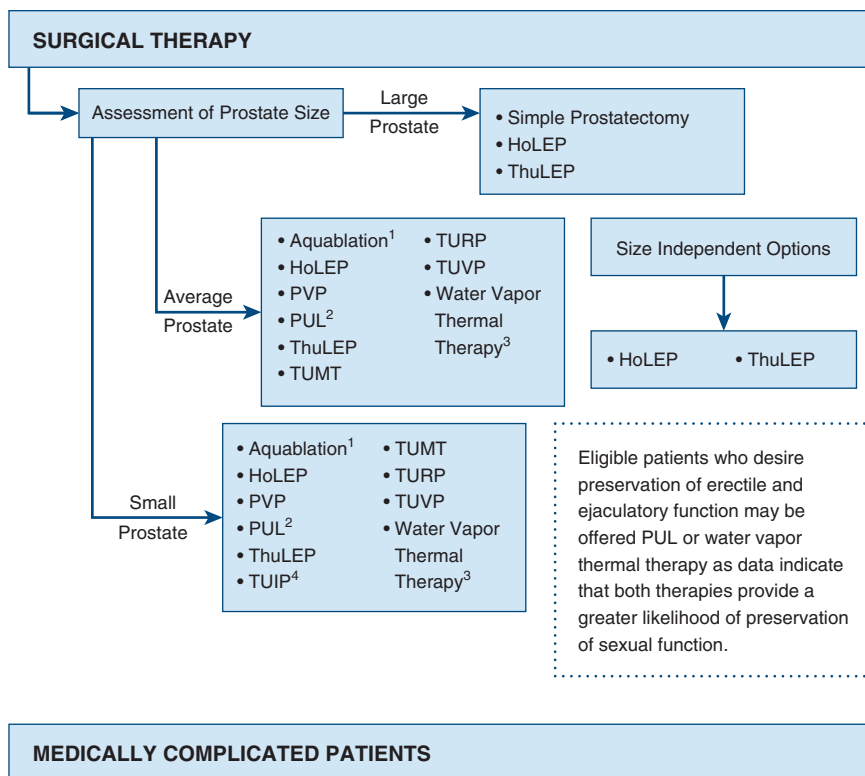 SURGICAL THERAPY
Assessment of Prostate Size
Large
Prostate
• Simple Prostatectomy
• HoLEP
• ThuLEP
Average
Prostate
• Aquablation¹
• HoLEP
• PVP
• PUL²
• ThuLEP
• TUMT
• TURP
• TUVP
• Water Vapor
Thermal
Therapy³
Size Independent Options
• HoLEP
• ThuLEP
Small
Prostate
• Aquablation¹
• HoLEP
• PVP
• PUL²
• ThuLEP
• TUIP⁴
• TUMT
• TURP
• TUVP
• Water Vapor
Thermal
Therapy³
Eligible patients who desire
preservation of erectile and
ejaculatory function may be
offered PUL or water vapor
thermal therapy as data indicate
that both therapies provide a
greater likelihood of preservation
of sexual function.
MEDICALLY COMPLICATED PATIENTS